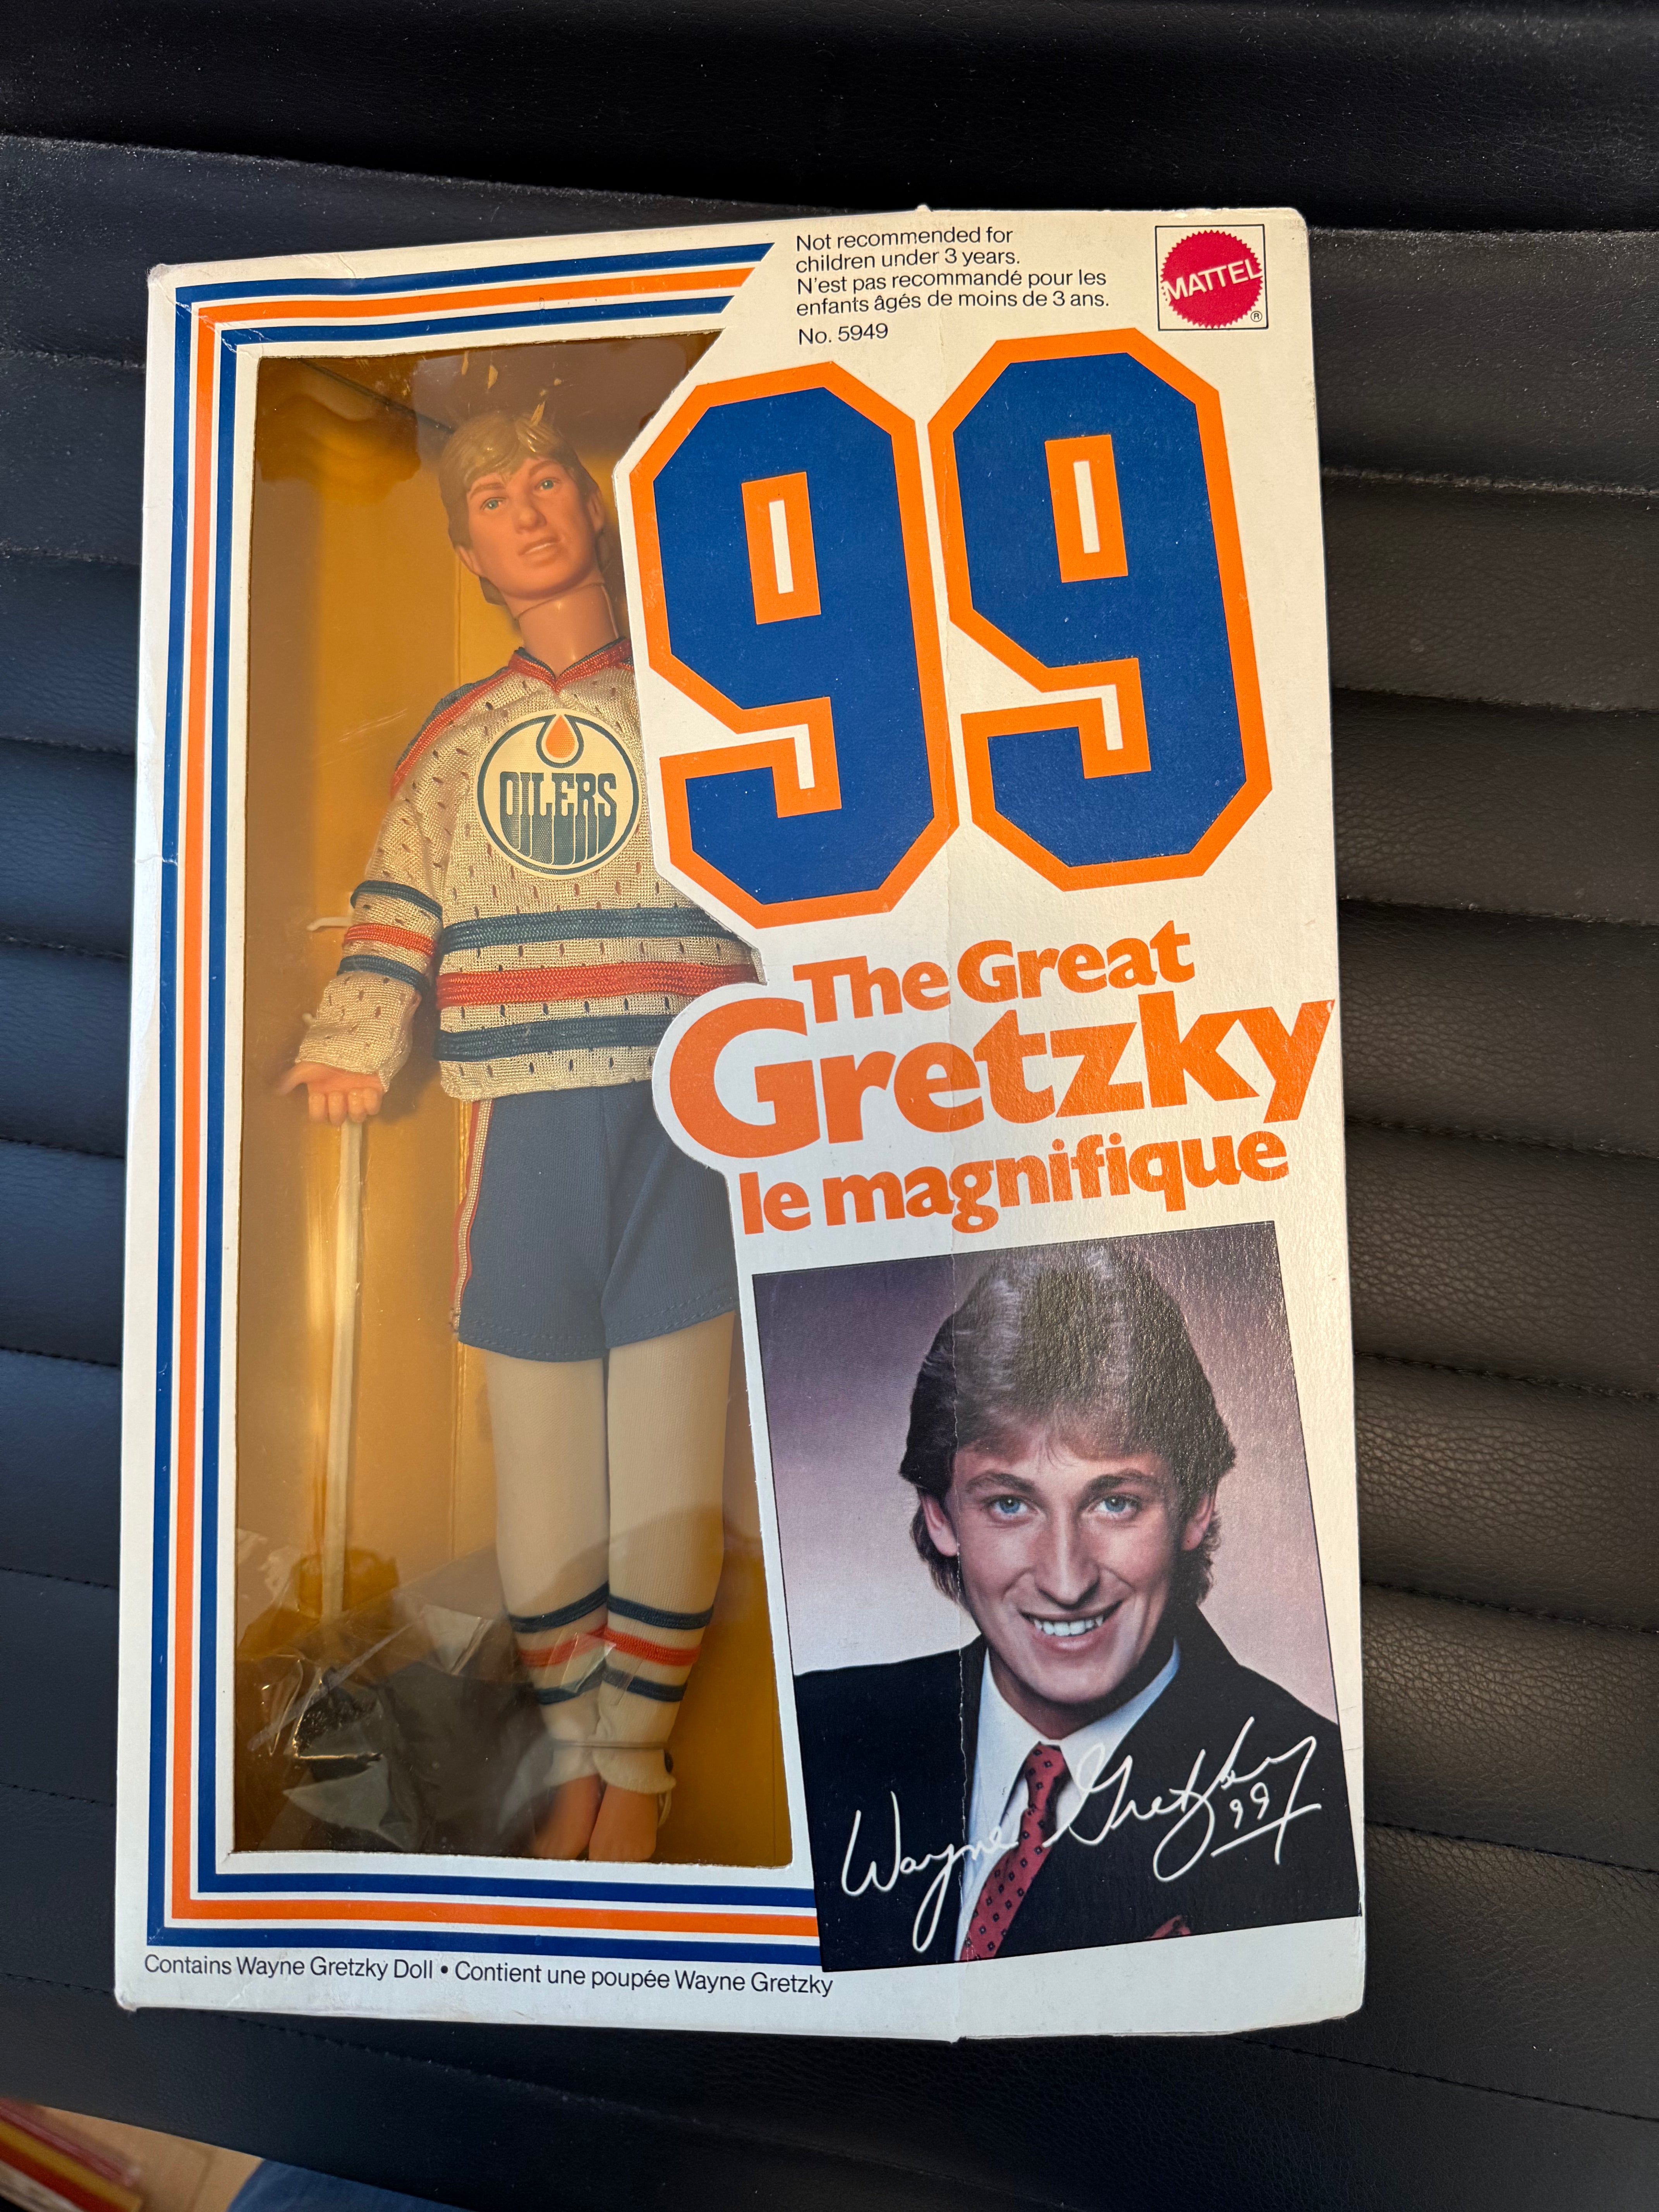 Not recommended for
children under 3 years.
N'est pas recommandé pour les
enfants âgés de moins de 3 ans.
No. 5949
MATTEL
®
99
OILERS
The Great
Gretzky
le magnifique
Wayne Gretzky
99
Contains Wayne Gretzky Doll • Contient une poupée Wayne Gretzky